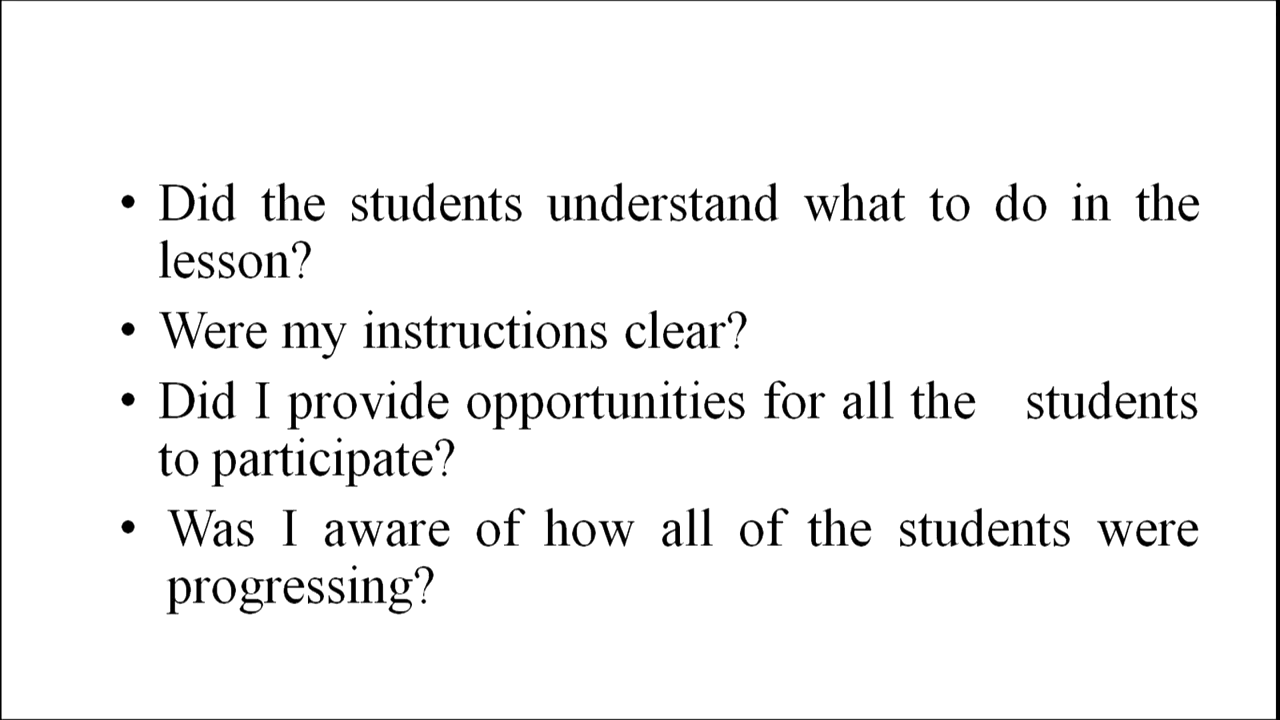 • Did the students understand what to do in the
lesson?
• Were my instructions clear?
• Did I provide opportunities for all the students
to participate?
• Was I aware of how all of the students were
progressing?